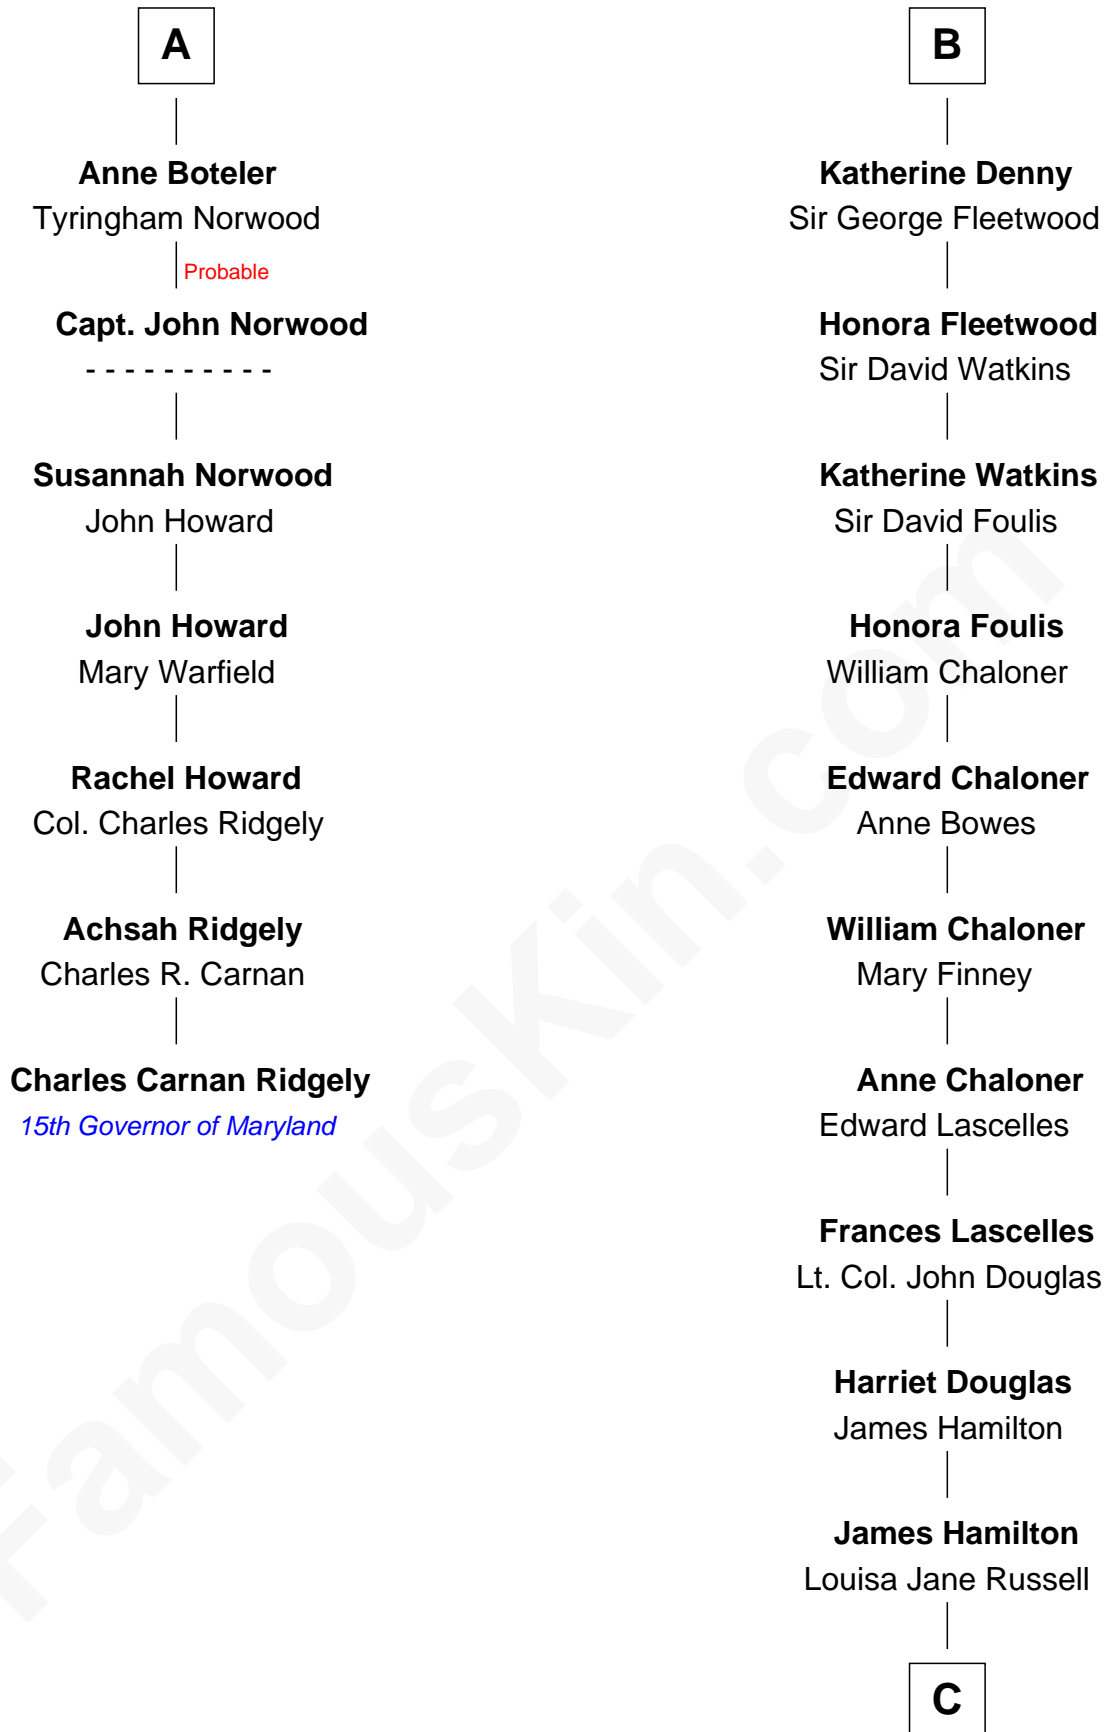 A
Anne Boteler
Tyringham Norwood
Probable
Capt. John Norwood
- - - - - - - - - -
Susannah Norwood
John Howard
John Howard
Mary Warfield
Rachel Howard
Col. Charles Ridgely
Achsah Ridgely
Charles R. Carnan
Charles Carnan Ridgely
15th Governor of Maryland
B
Katherine Denny
Sir George Fleetwood
Honora Fleetwood
Sir David Watkins
Katherine Watkins
Sir David Foulis
Honora Foulis
William Chaloner
Edward Chaloner
Anne Bowes
William Chaloner
Mary Finney
Anne Chaloner
Edward Lascelles
Frances Lascelles
Lt. Col. John Douglas
Harriet Douglas
James Hamilton
James Hamilton
Louisa Jane Russell
C
FamousKin.com